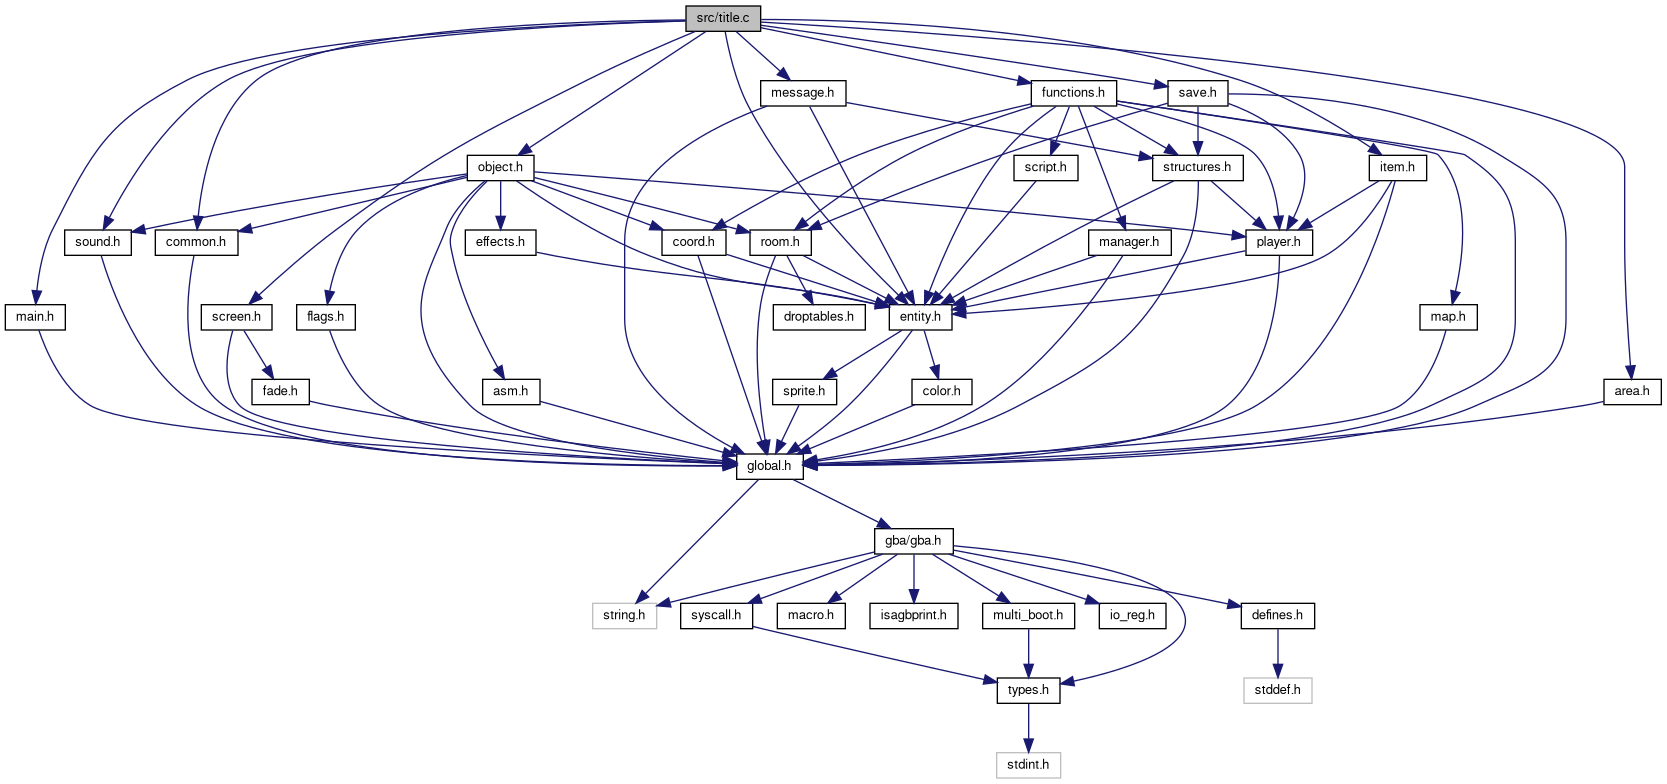 src/title.c
message.h
functions.h
save.h
object.h
script.h
structures.h
item.h
sound.h
common.h
effects.h
coord.h
room.h
manager.h
player.h
main.h
screen.h
flags.h
droptables.h
entity.h
map.h
fade.h
asm.h
sprite.h
color.h
area.h
global.h
gba/gba.h
string.h
syscall.h
macro.h
isagbprint.h
multi_boot.h
io_reg.h
defines.h
types.h
stddef.h
stdint.h